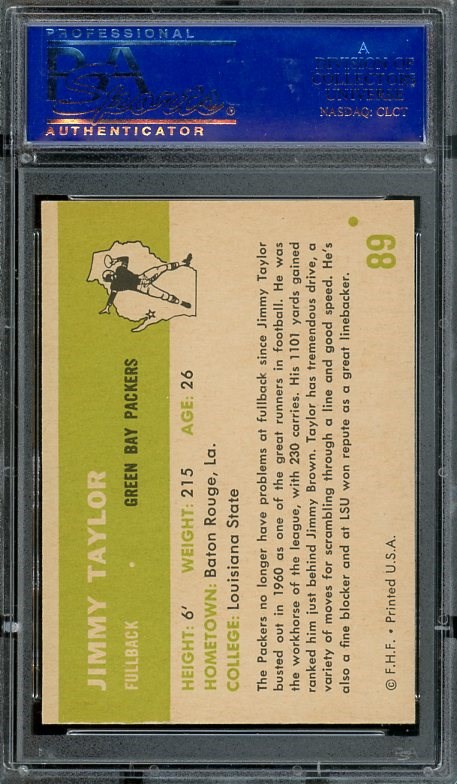 PROFESSIONAL
PSA
Sports®
AUTHENTICATOR
A
DIVISION OF
COLLECTORS
UNIVERSE
NASDAQ: CLCT
JIMMY TAYLOR
FULLBACK • GREEN BAY PACKERS
HEIGHT: 6' WEIGHT: 215 AGE: 26
HOMETOWN: Baton Rouge, La.
COLLEGE: Louisiana State
The Packers no longer have problems at fullback since Jimmy Taylor
busted out in 1960 as one of the great runners in football. He was
the workhorse of the league, with 230 carries. His 1101 yards gained
ranked him just behind Jimmy Brown. Taylor has tremendous drive, a
variety of moves for scrambling through a line and good speed. He's
also a fine blocker and at LSU won repute as a great linebacker.
89
© F.H.F. • Printed U.S.A.